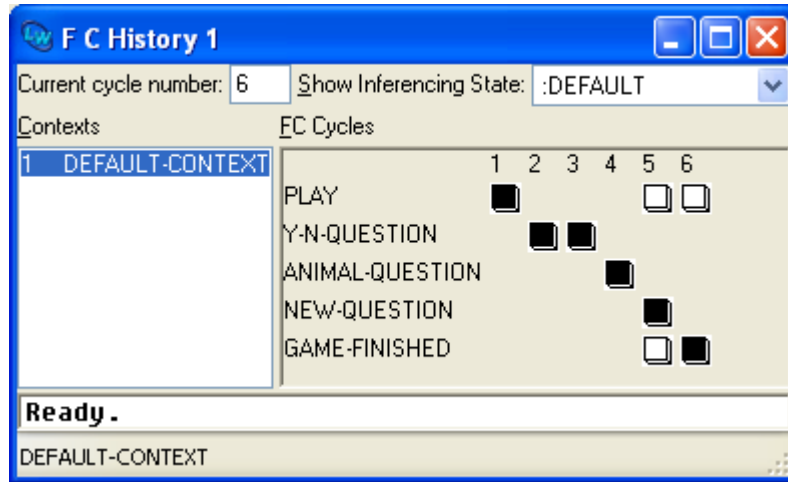 LW F C History 1
Current cycle number: 6 Show Inferencing State: :DEFAULT
Contexts FC Cycles
1 DEFAULT-CONTEXT
1 2 3 4 5 6
PLAY
Y-N-QUESTION
ANIMAL-QUESTION
NEW-QUESTION
GAME-FINISHED
Ready.
DEFAULT-CONTEXT